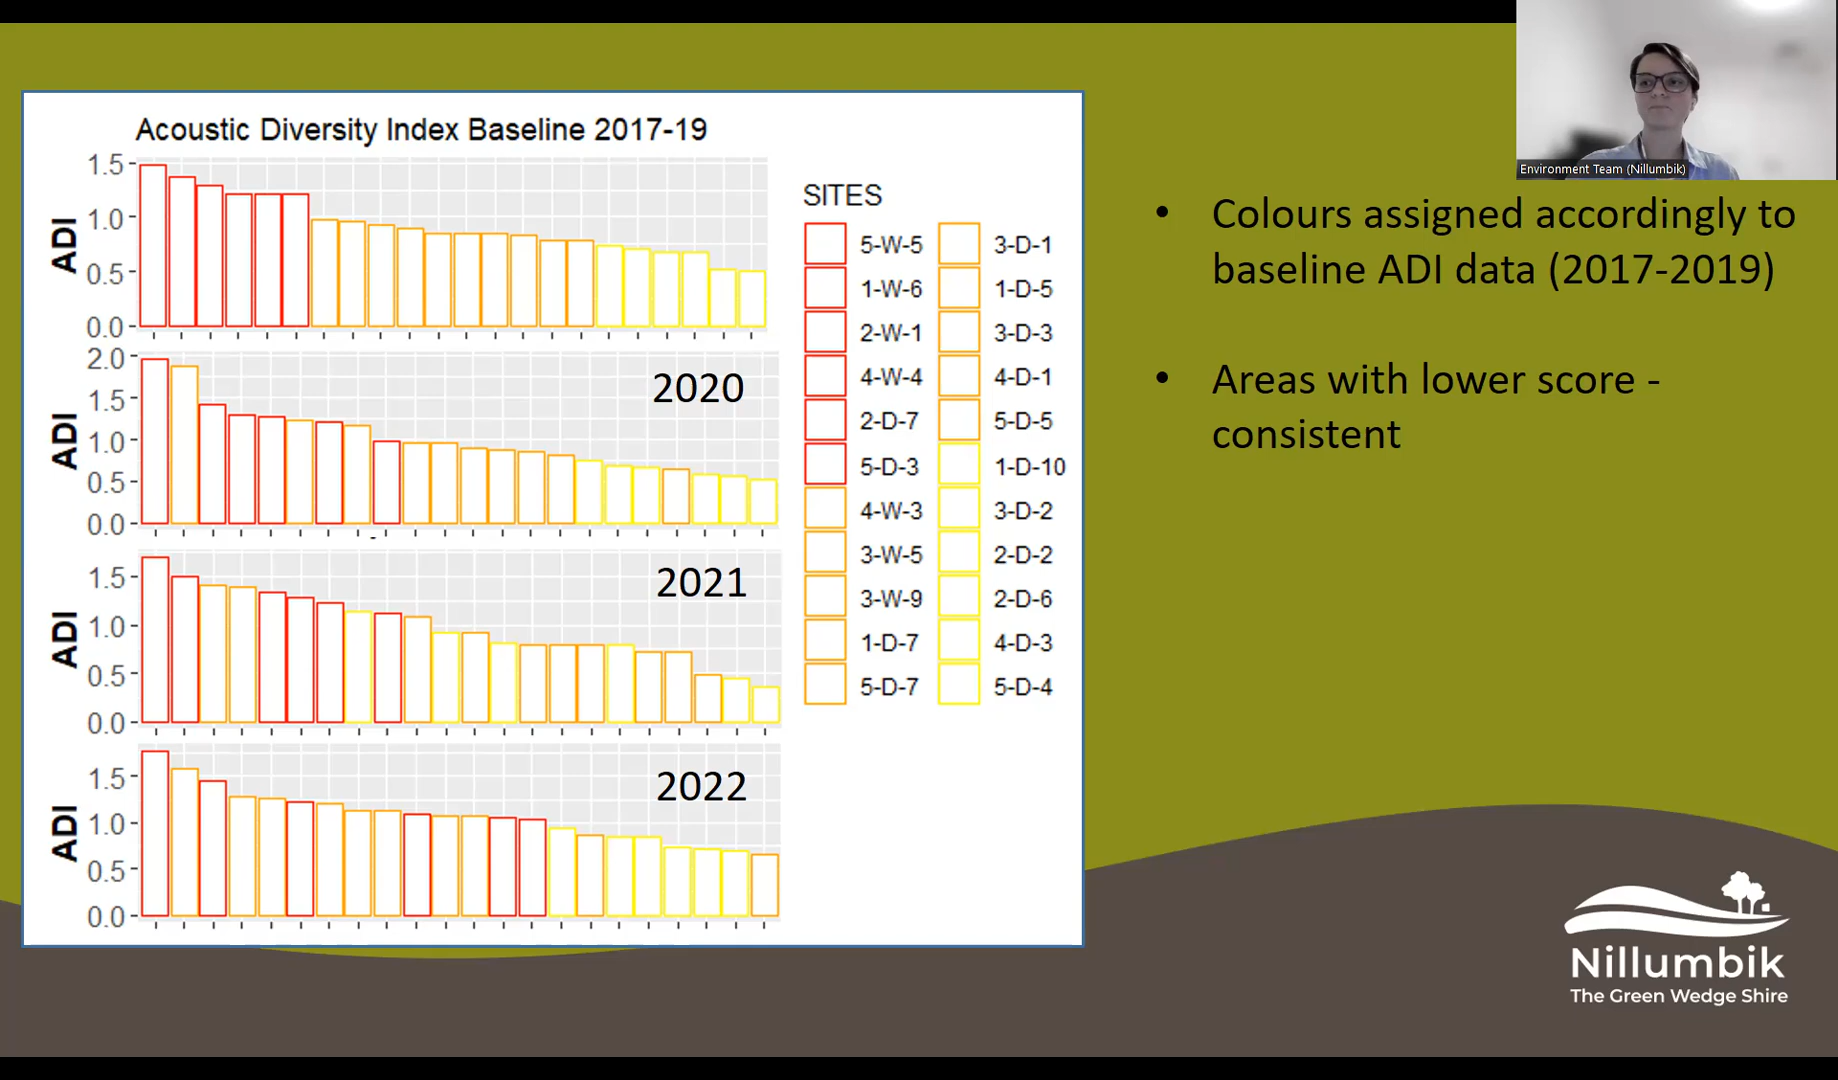 Environment Team (Nillumbik)
Acoustic Diversity Index Baseline 2017-19
ADI
1.5
1.0
0.5
0.0
ADI
2.0
1.5
1.0
0.5
0.0
2020
ADI
1.5
1.0
0.5
0.0
2021
ADI
1.5
1.0
0.5
0.0
2022
SITES
5-W-5
1-W-6
2-W-1
4-W-4
2-D-7
5-D-3
4-W-3
3-W-5
3-W-9
1-D-7
5-D-7
3-D-1
1-D-5
3-D-3
4-D-1
5-D-5
1-D-10
3-D-2
2-D-2
2-D-6
4-D-3
5-D-4
• Colours assigned accordingly to
baseline ADI data (2017-2019)
• Areas with lower score -
consistent
Nillumbik
The Green Wedge Shire